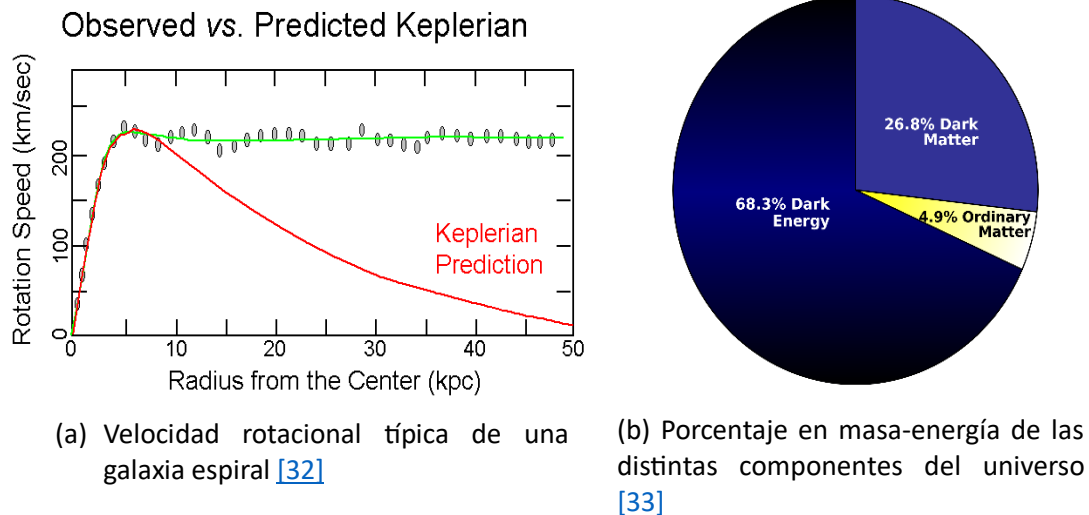 Observed vs. Predicted Keplerian
Rotation Speed (km/sec)
200
100
0
Keplerian
Prediction
0 10 20 30 40 50
Radius from the Center (kpc)
(a) Velocidad rotacional típica de una
galaxia espiral [32]
26.8% Dark
Matter
4.9% Ordinary
Matter
68.3% Dark
Energy
(b) Porcentaje en masa-energía de las
distintas componentes del universo
[33]